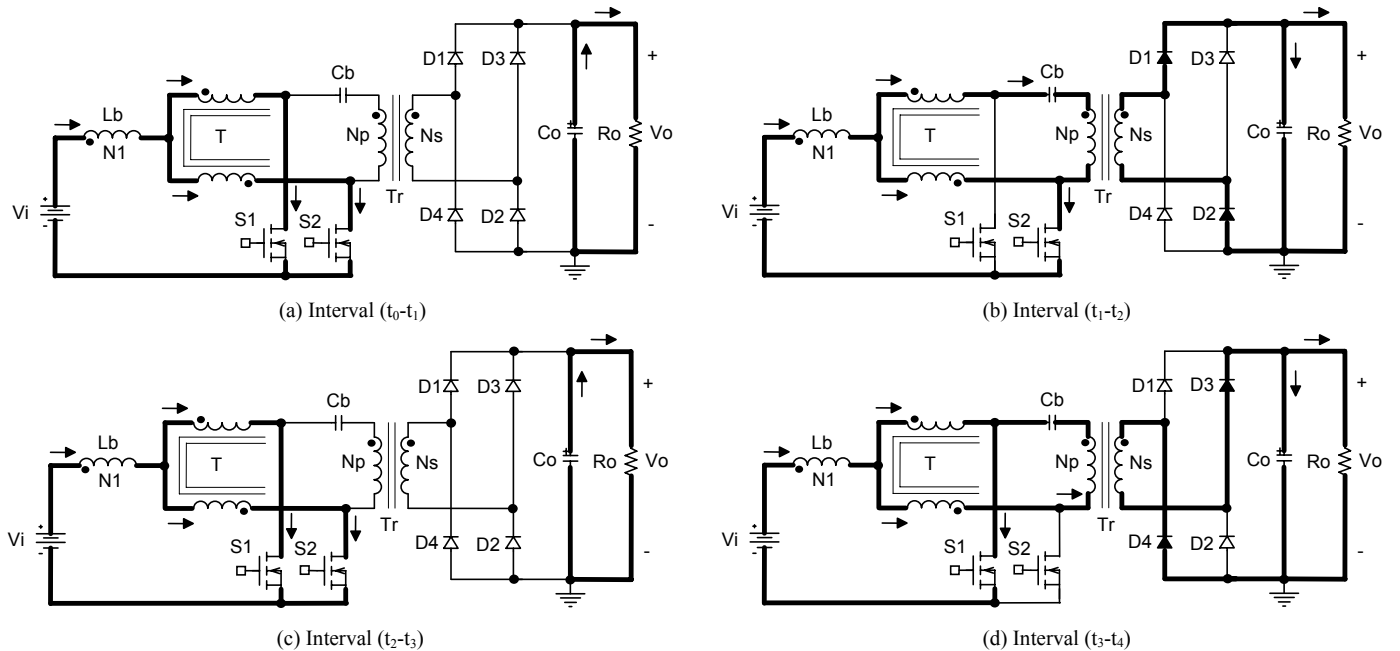 D1
D3
Cb
Lb
N1
T
Np
Ns
Tr
Co
Ro
Vo
+
-
Vi
+
-
S1
S2
D4
D2
+
(a) Interval (t₀-t₁)
D1
D3
Cb
Lb
N1
T
Np
Ns
Tr
Co
Ro
Vo
+
-
Vi
+
-
S1
S2
D4
D2
+
(b) Interval (t₁-t₂)
D1
D3
Cb
Lb
N1
T
Np
Ns
Tr
Co
Ro
Vo
+
-
Vi
+
-
S1
S2
D4
D2
+
(c) Interval (t₂-t₃)
D1
D3
Cb
Lb
N1
T
Np
Ns
Tr
Co
Ro
Vo
+
-
Vi
+
-
S1
S2
D4
D2
+
(d) Interval (t₃-t₄)